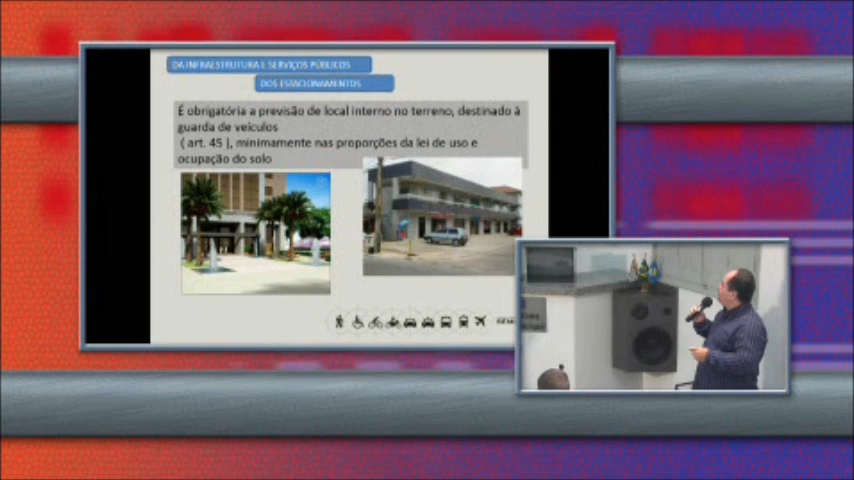 DA INFRAESTRUTURA E SERVIÇOS PÚBLICOS
DOS ESTACIONAMENTOS
É obrigatória a previsão de local interno no terreno, destinado à
guarda de veículos
( art. 45 ), minimamente nas proporções da lei de uso e
ocupação do solo